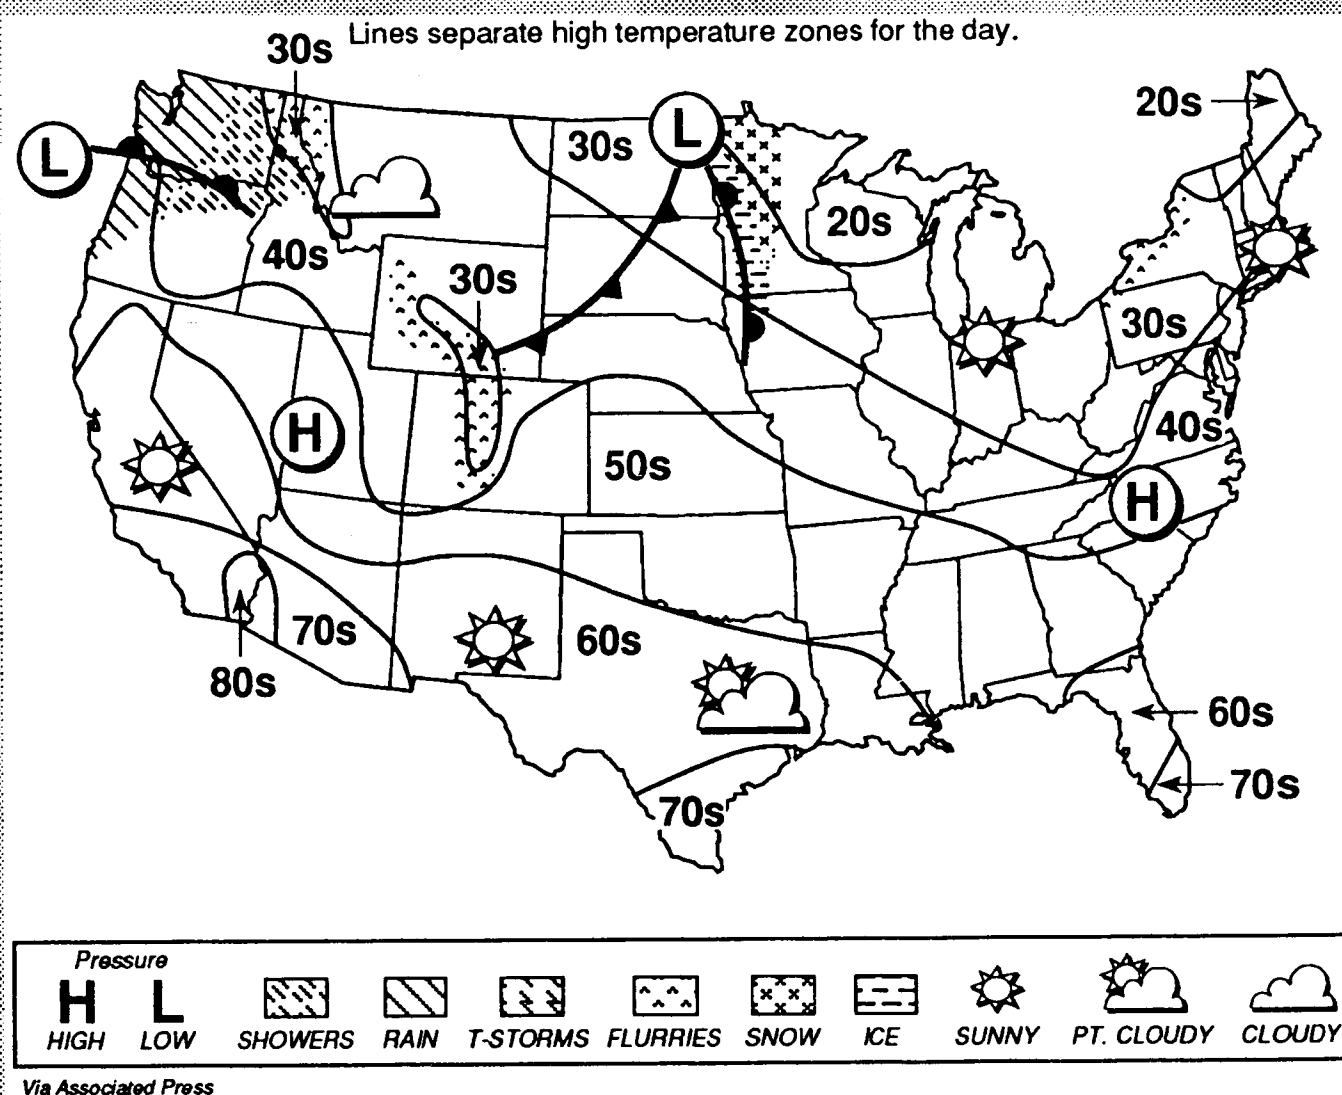 Lines separate high temperature zones for the day.
30s
20s
L
L
30s
20s
40s
30s
30s
H
40s
50s
H
70s
60s
80s
60s
70s
70s
Pressure
H L
HIGH LOW SHOWERS RAIN T-STORMS FLURRIES SNOW ICE SUNNY PT. CLOUDY CLOUDY
Via Associated Press